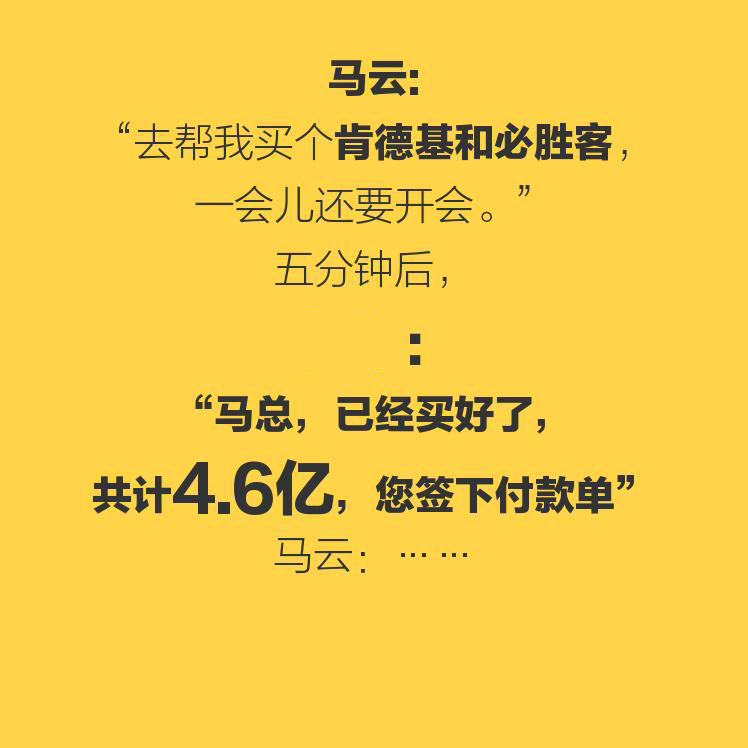 马云:
“去帮我买个肯德基和必胜客，
一会儿还要开会。”
五分钟后，
:
“马总，已经买好了，
共计4.6亿，您签下付款单”
马云：……